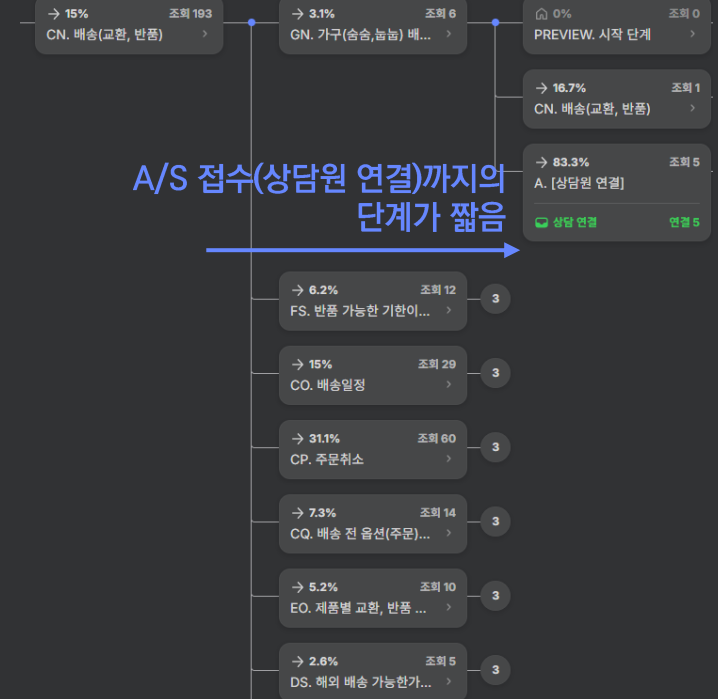 15% 조회 193
CN. 배송(교환, 반품)
3.1% 조회 6
GN. 가구(숨숨,눕눕) 배...
0% 조회 0
PREVIEW. 시작 단계
16.7% 조회 1
CN. 배송(교환, 반품)
83.3% 조회 5
A. [상담원 연결]
상담 연결 연결 5
A/S 접수(상담원 연결)까지의
단계가 짧음
6.2% 조회 12
FS. 반품 가능한 기한이...
3
15% 조회 29
CO. 배송일정
3
31.1% 조회 60
CP. 주문취소
3
7.3% 조회 14
CQ. 배송 전 옵션(주문)...
3
5.2% 조회 10
EO. 제품별 교환, 반품 ...
3
2.6% 조회 5
DS. 해외 배송 가능한가...
3